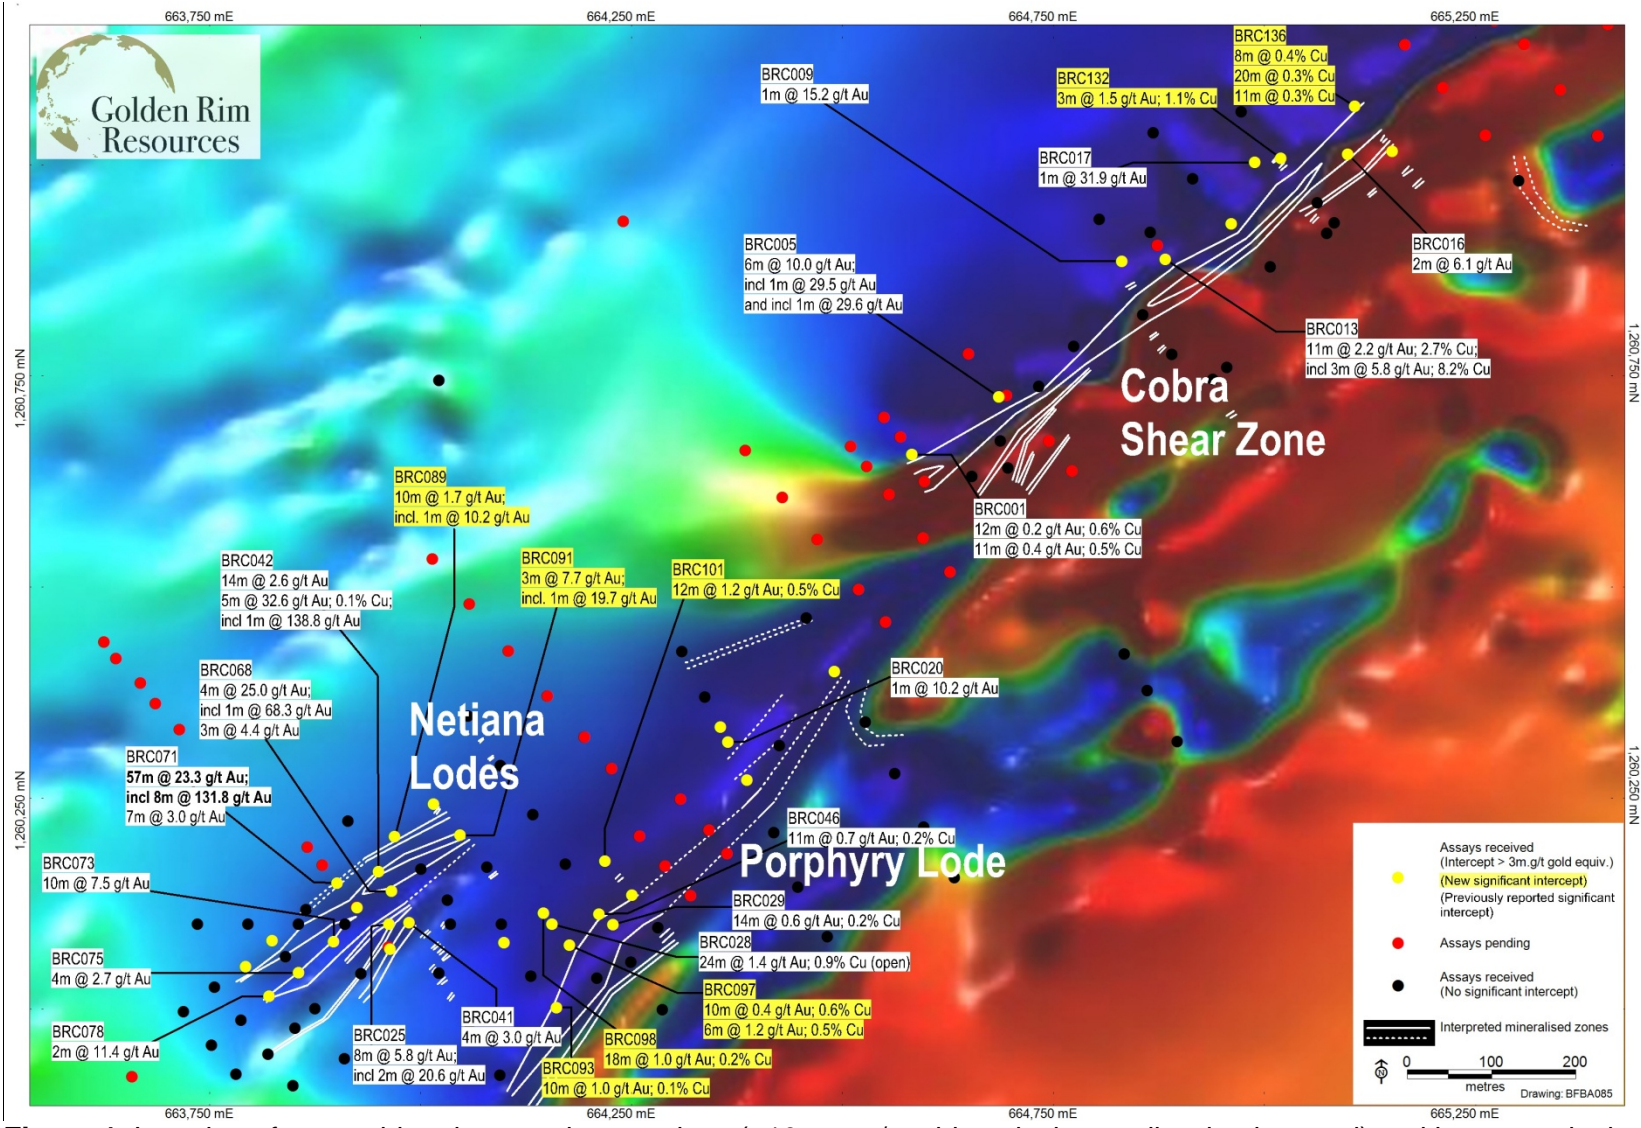 663,750 mE
664,250 mE
664,750 mE
665,250 mE
Golden Rim
Resources
BRC009
1m @ 15.2 g/t Au
BRC132
3m @ 1.5 g/t Au; 1.1% Cu
BRC136
8m @ 0.4% Cu
20m @ 0.3% Cu
11m @ 0.3% Cu
BRC017
1m @ 31.9 g/t Au
BRC005
6m @ 10.0 g/t Au;
incl 1m @ 29.5 g/t Au
and incl 1m @ 29.6 g/t Au
BRC016
2m @ 6.1 g/t Au
BRC013
11m @ 2.2 g/t Au; 2.7% Cu;
incl 3m @ 5.8 g/t Au; 8.2% Cu
1,260,750 mN
1,260,750 mN
Cobra
Shear Zone
BRC089
10m @ 1.7 g/t Au;
incl. 1m @ 10.2 g/t Au
BRC001
12m @ 0.2 g/t Au; 0.6% Cu
11m @ 0.4 g/t Au; 0.5% Cu
BRC042
14m @ 2.6 g/t Au
5m @ 32.6 g/t Au; 0.1% Cu;
incl 1m @ 138.8 g/t Au
BRC091
3m @ 7.7 g/t Au;
incl. 1m @ 19.7 g/t Au
BRC101
12m @ 1.2 g/t Au; 0.5% Cu
BRC068
4m @ 25.0 g/t Au;
incl 1m @ 68.3 g/t Au
3m @ 4.4 g/t Au
BRC020
1m @ 10.2 g/t Au
Netiana
Lodes
BRC071
57m @ 23.3 g/t Au;
incl 8m @ 131.8 g/t Au
7m @ 3.0 g/t Au
1,260,250 mN
1,260,250 mN
BRC046
11m @ 0.7 g/t Au; 0.2% Cu
Porphyry Lode
BRC073
10m @ 7.5 g/t Au
BRC029
14m @ 0.6 g/t Au; 0.2% Cu
BRC028
24m @ 1.4 g/t Au; 0.9% Cu (open)
BRC075
4m @ 2.7 g/t Au
BRC097
10m @ 0.4 g/t Au; 0.6% Cu
6m @ 1.2 g/t Au; 0.5% Cu
BRC078
2m @ 11.4 g/t Au
BRC025
8m @ 5.8 g/t Au;
incl 2m @ 20.6 g/t Au
BRC041
4m @ 3.0 g/t Au
BRC098
18m @ 1.0 g/t Au; 0.2% Cu
BRC093
10m @ 1.0 g/t Au; 0.1% Cu
Assays received
(Intercept > 3m.g/t gold equiv.)
(New significant intercept)
(Previously reported significant
intercept)
Assays pending
Assays received
(No significant intercept)
Interpreted mineralised zones
N
0 100 200
metres
Drawing: BFBA085
663,750 mE
664,250 mE
664,750 mE
665,250 mE